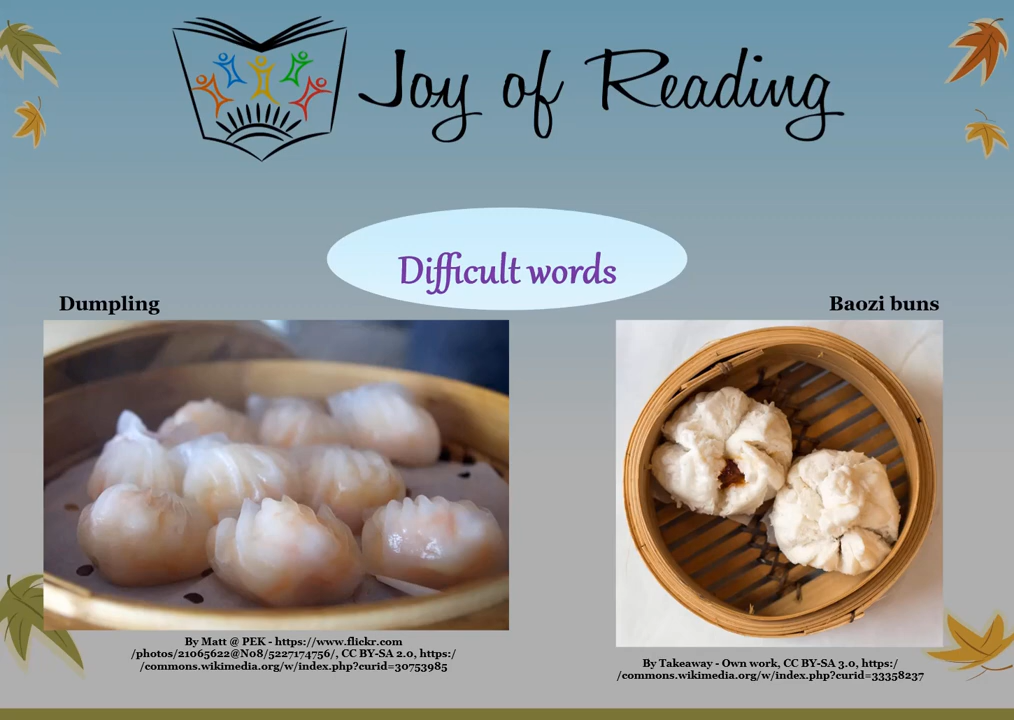 Joy of Reading
Difficult words
Dumpling
Baozi buns
By Matt @ PEK - https://www.flickr.com
/photos/21065622@N08/5227174756/, CC BY-SA 2.0, https:/
/commons.wikimedia.org/w/index.php?curid=30753985
By Takeaway - Own work, CC BY-SA 3.0, https:/
/commons.wikimedia.org/w/index.php?curid=33358237